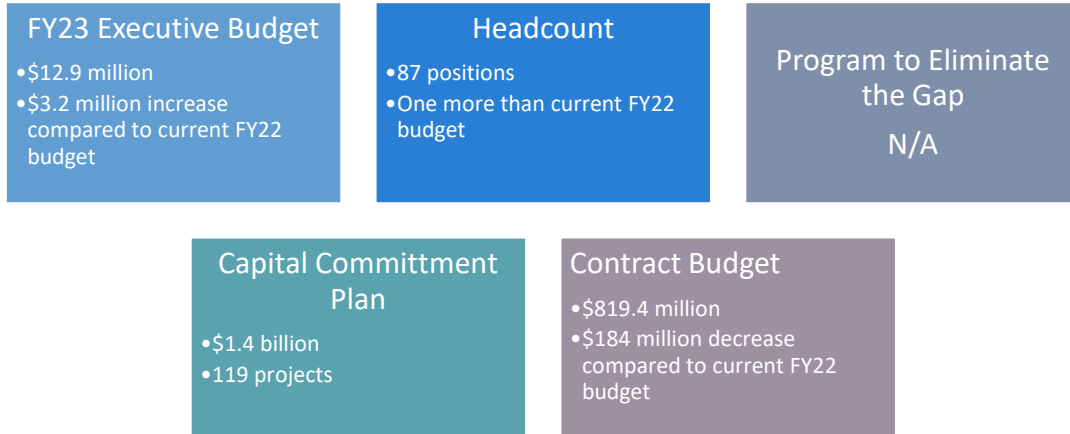 FY23 Executive Budget
•$12.9 million
•$3.2 million increase
compared to current FY22
budget
Headcount
•87 positions
•One more than current FY22
budget
Program to Eliminate
the Gap
N/A
Capital Committment
Plan
•$1.4 billion
•119 projects
Contract Budget
•$819.4 million
•$184 million decrease
compared to current FY22
budget